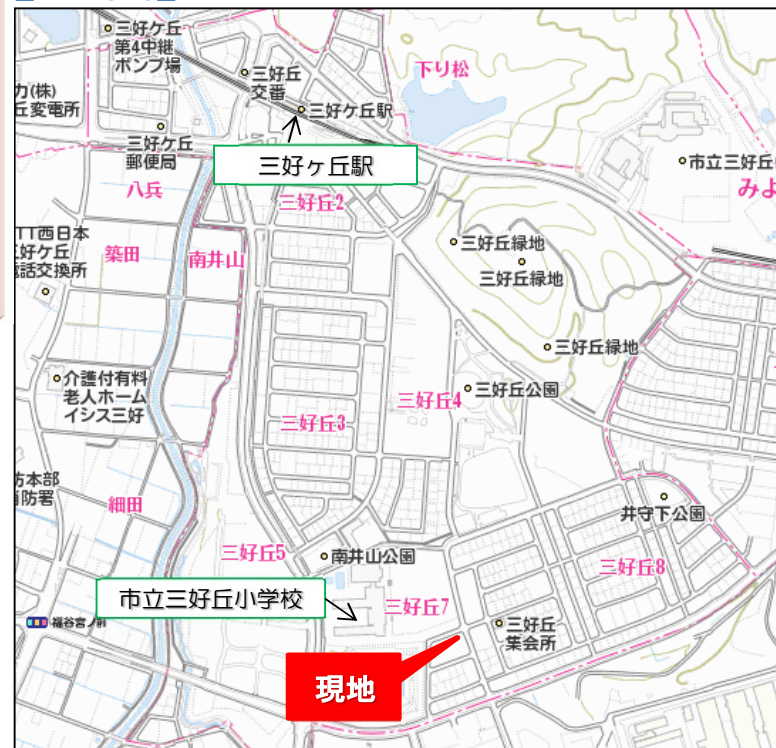 三好ケ丘
第4中継
ポンプ場
三好丘
交番
三好ケ丘駅
下り松
力(株)
丘変電所
三好ケ丘
郵便局
三好ヶ丘駅
市立三好丘
みよ
八兵
三好丘2
TT西日本
好ケ丘
話交換所
築田
南井山
三好丘緑地
三好丘緑地
三好丘緑地
介護付有料
老人ホーム
イシス三好
三好丘公園
三好丘4
三好丘3
防本部
消防署
細田
井守下公園
三好丘5
南井山公園
三好丘8
市立三好丘小学校
三好丘7
福谷宮ノ前
三好丘
集会所
現地